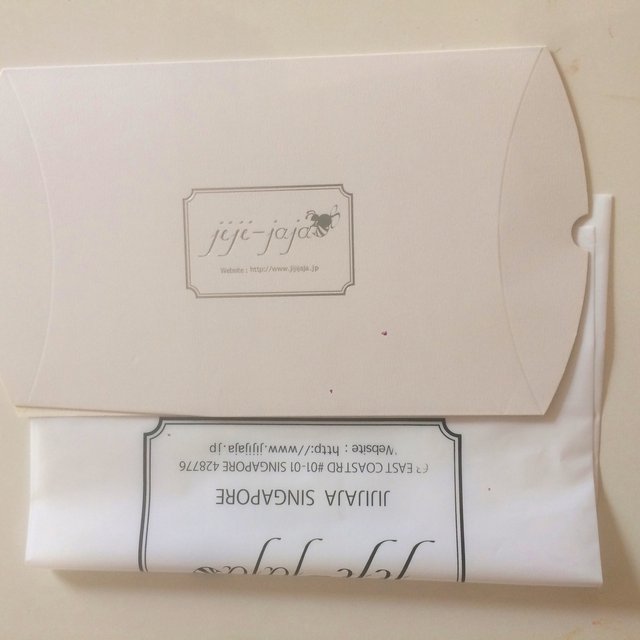 jiji-jaja
Website : http://www.jijijaja.jp
jiji-jaja
JIJIJAJA SINGAPORE
EAST COAST RD #01-01 SINGAPORE 428776
Website : http://www.jijijaja.jp